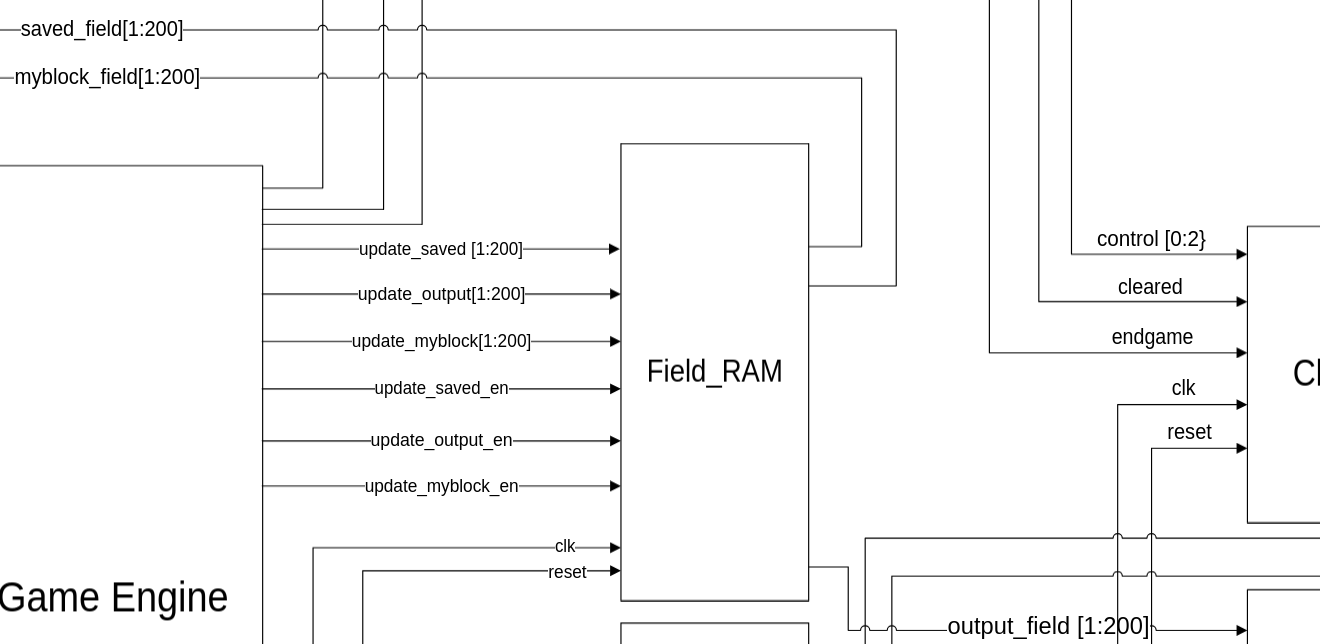 saved_field[1:200]
myblock_field[1:200]
update_saved [1:200]
update_output[1:200]
update_myblock[1:200]
update_saved_en
update_output_en
update_myblock_en
clk
reset
Game Engine
Field_RAM
control [0:2}
cleared
endgame
clk
reset
output_field [1:200]